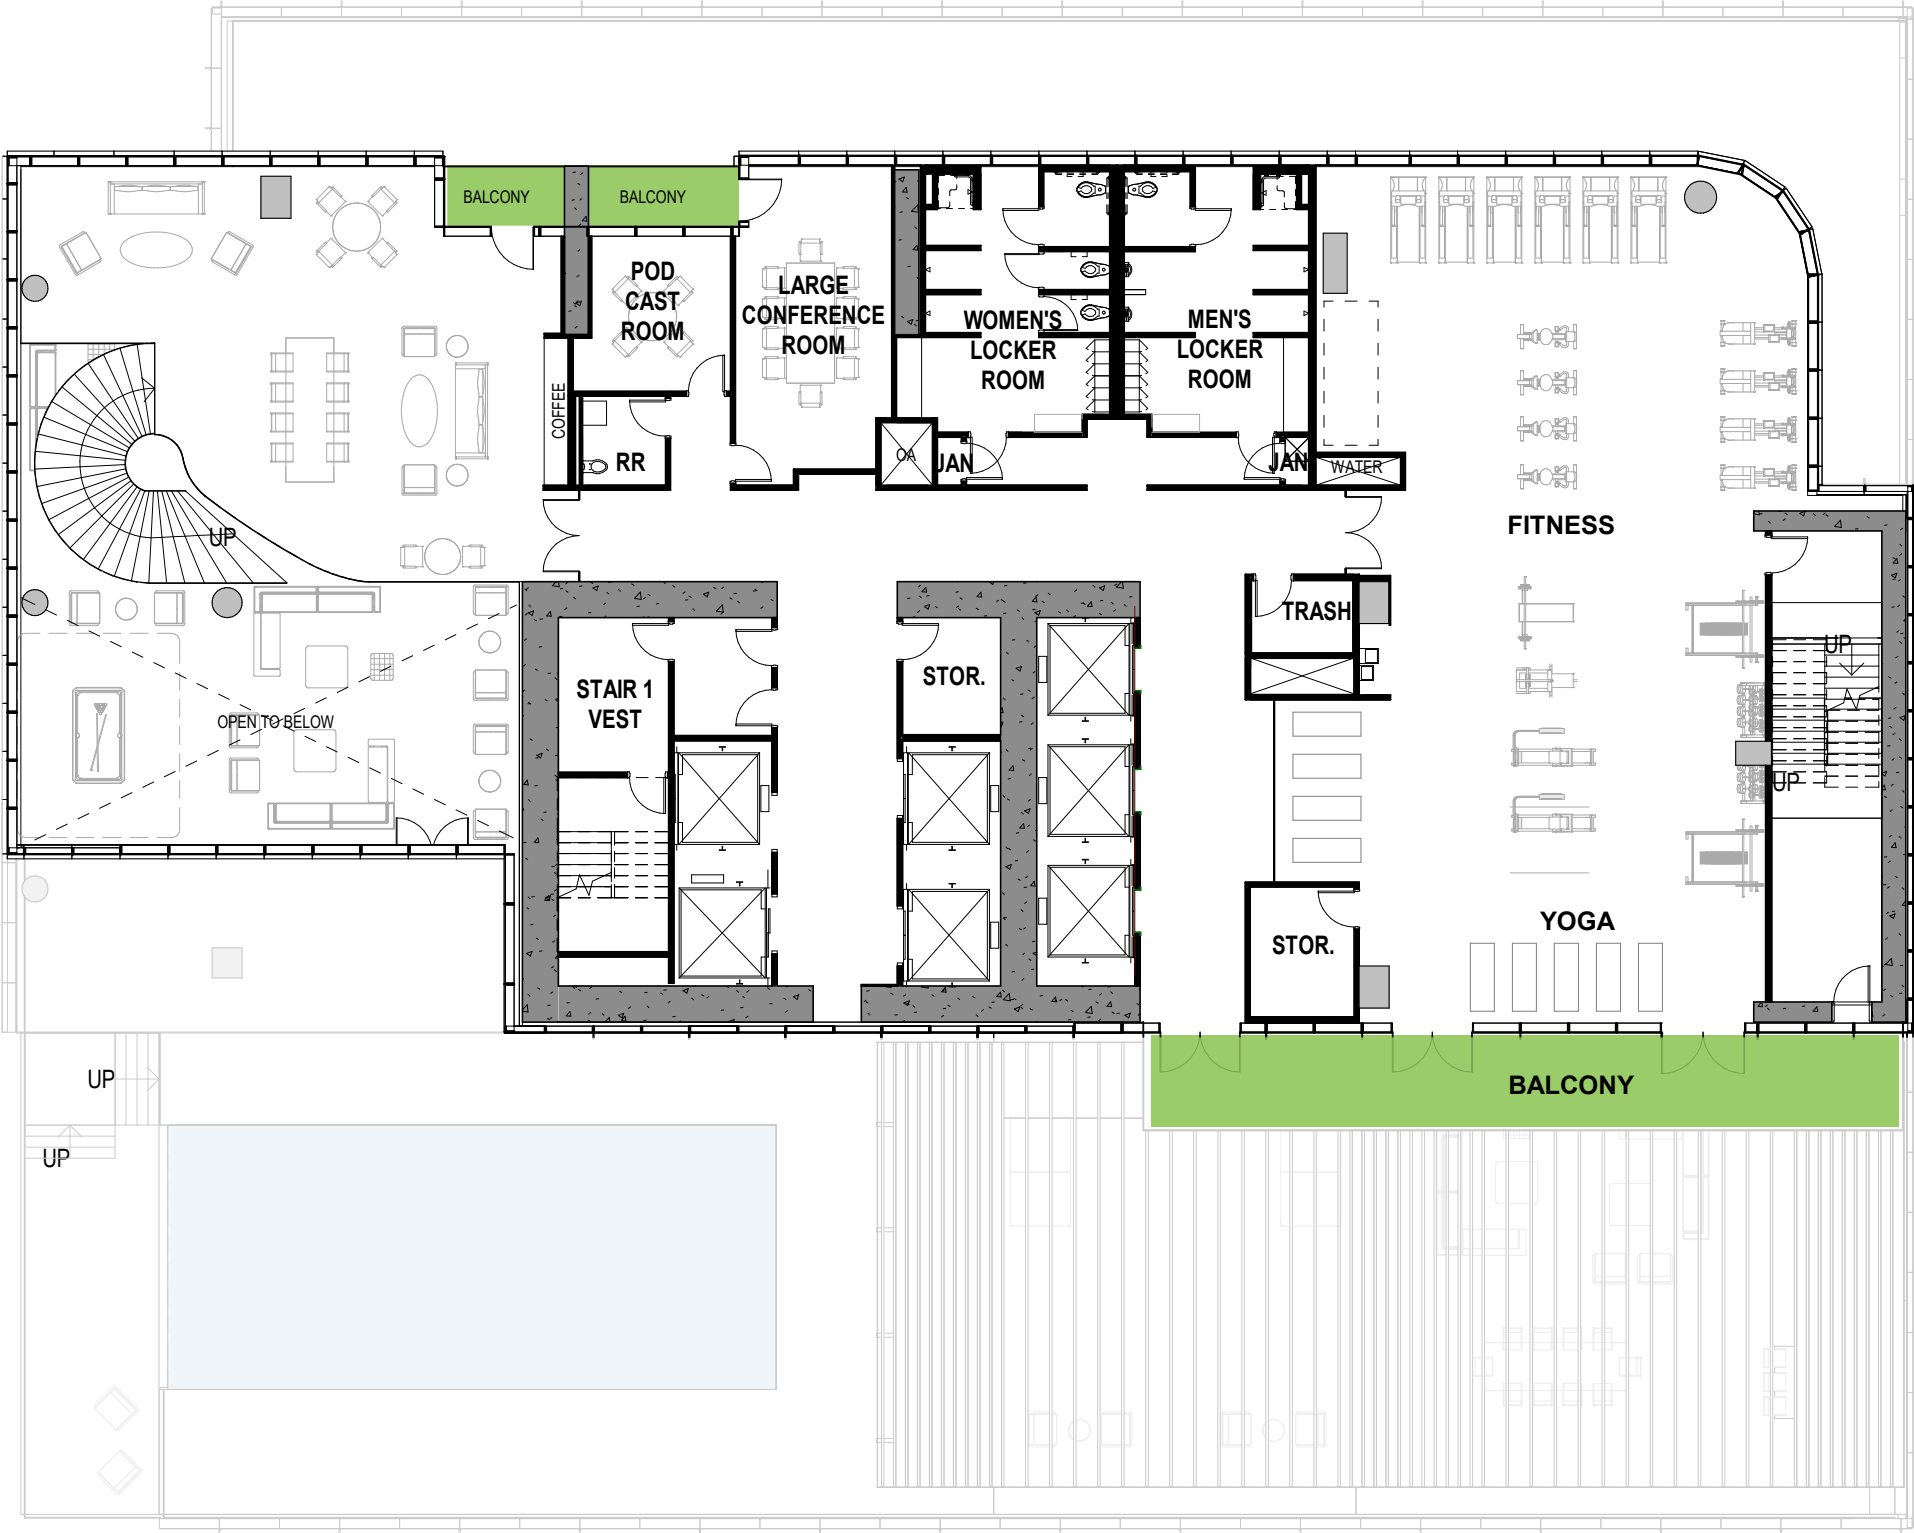 BALCONY
BALCONY
POD
CAST
ROOM
LARGE
CONFERENCE
ROOM
WOMEN'S
LOCKER
ROOM
MEN'S
LOCKER
ROOM
COFFEE
RR
OA
JAN
JAN
WATER
UP
FITNESS
TRASH
STAIR 1
VEST
STOR.
UP
OPEN TO BELOW
UP
YOGA
STOR.
UP
BALCONY
UP